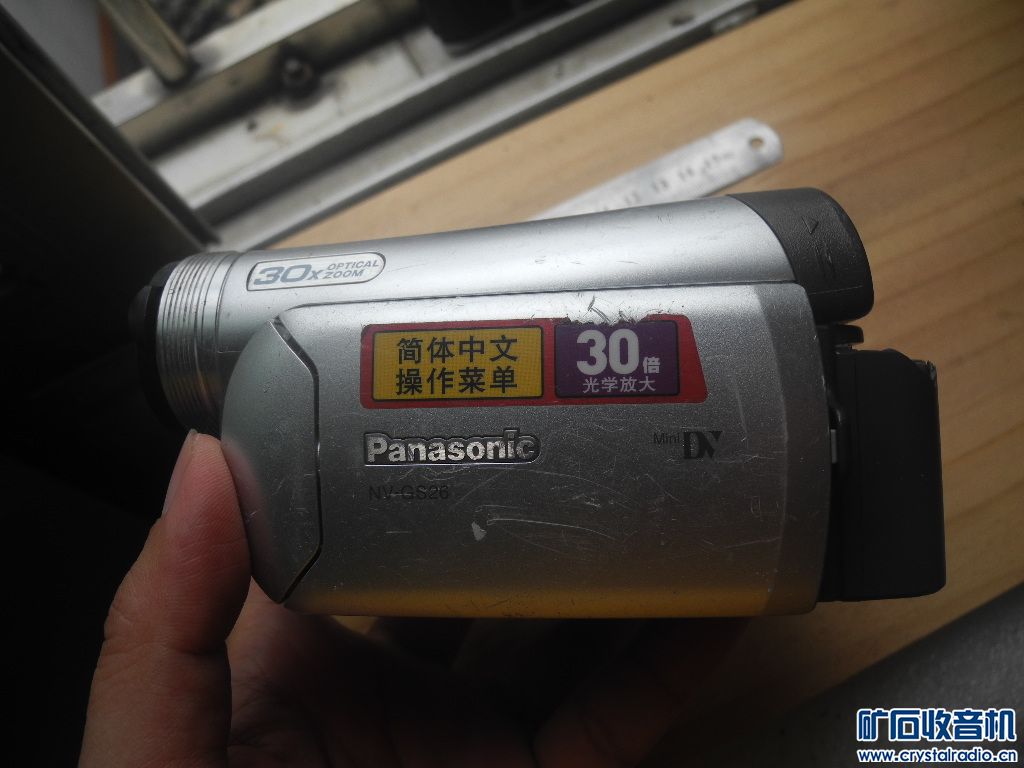 30x OPTICAL ZOOM
简体中文
操作菜单
30倍
光学放大
Panasonic
Mini DV
NV-GS26
矿石收音机
www.crystalradio.cn